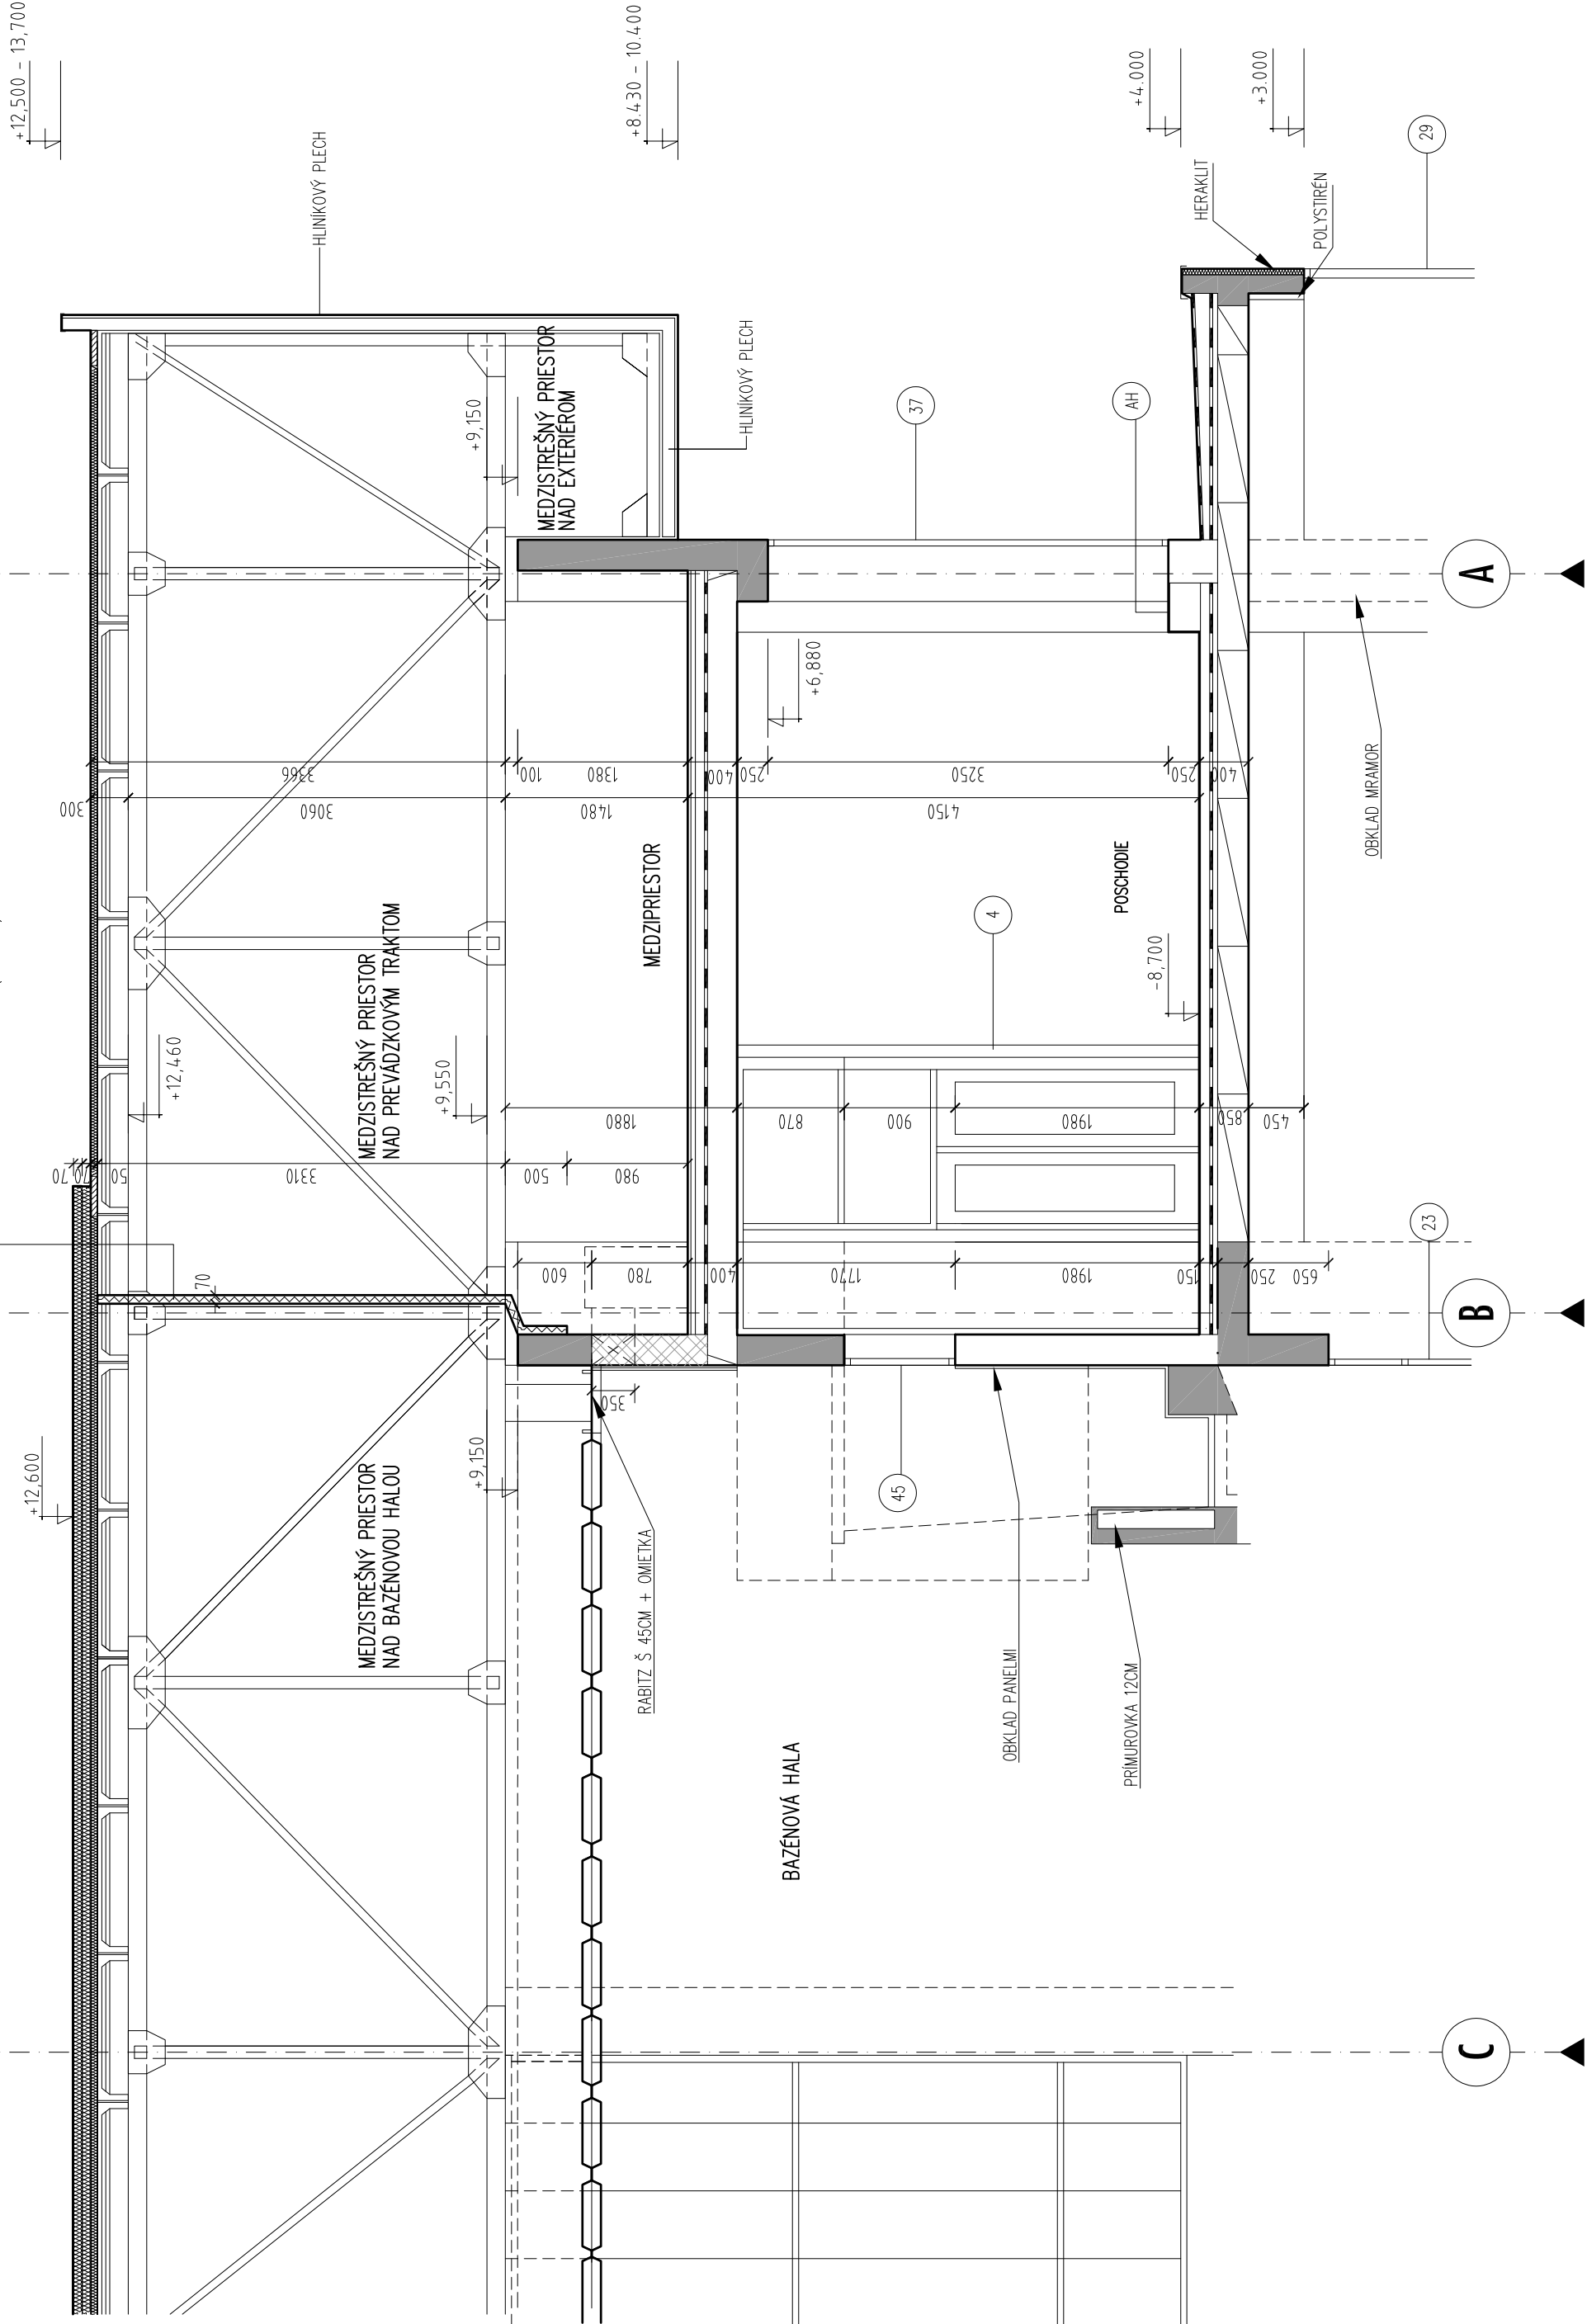 +12,500 - 13,700
+8.430 - 10.400
+4.000
+3.000
29
HLINÍKOVÝ PLECH
HERAKLIT
POLYSTIRÉN
HLINÍKOVÝ PLECH
+9,150
MEDZISTREŠNÝ PRIESTOR
NAD EXTERIÉROM
37
AH
A
+6,880
OBKLAD MRAMOR
3366
100
1380
400
250
3250
250
400
300
3060
1480
4150
MEDZIPRIESTOR
POSCHODIE
4
-8,700
MEDZISTREŠNÝ PRIESTOR
NAD PREVÁDZKOVÝM TRAKTOM
+12,460
+9,550
1880
870
900
1980
850
450
70
70
50
3310
500
980
23
70
600
780
400
1770
1980
150
250
650
B
X
350
+12,600
+9,150
MEDZISTREŠNÝ PRIESTOR
NAD BAZÉNOVOU HALOU
45
RABITZ Š 45CM + OMIETKA
OBKLAD PANELMI
PRÍMUROVKA 12CM
BAZÉNOVÁ HALA
C